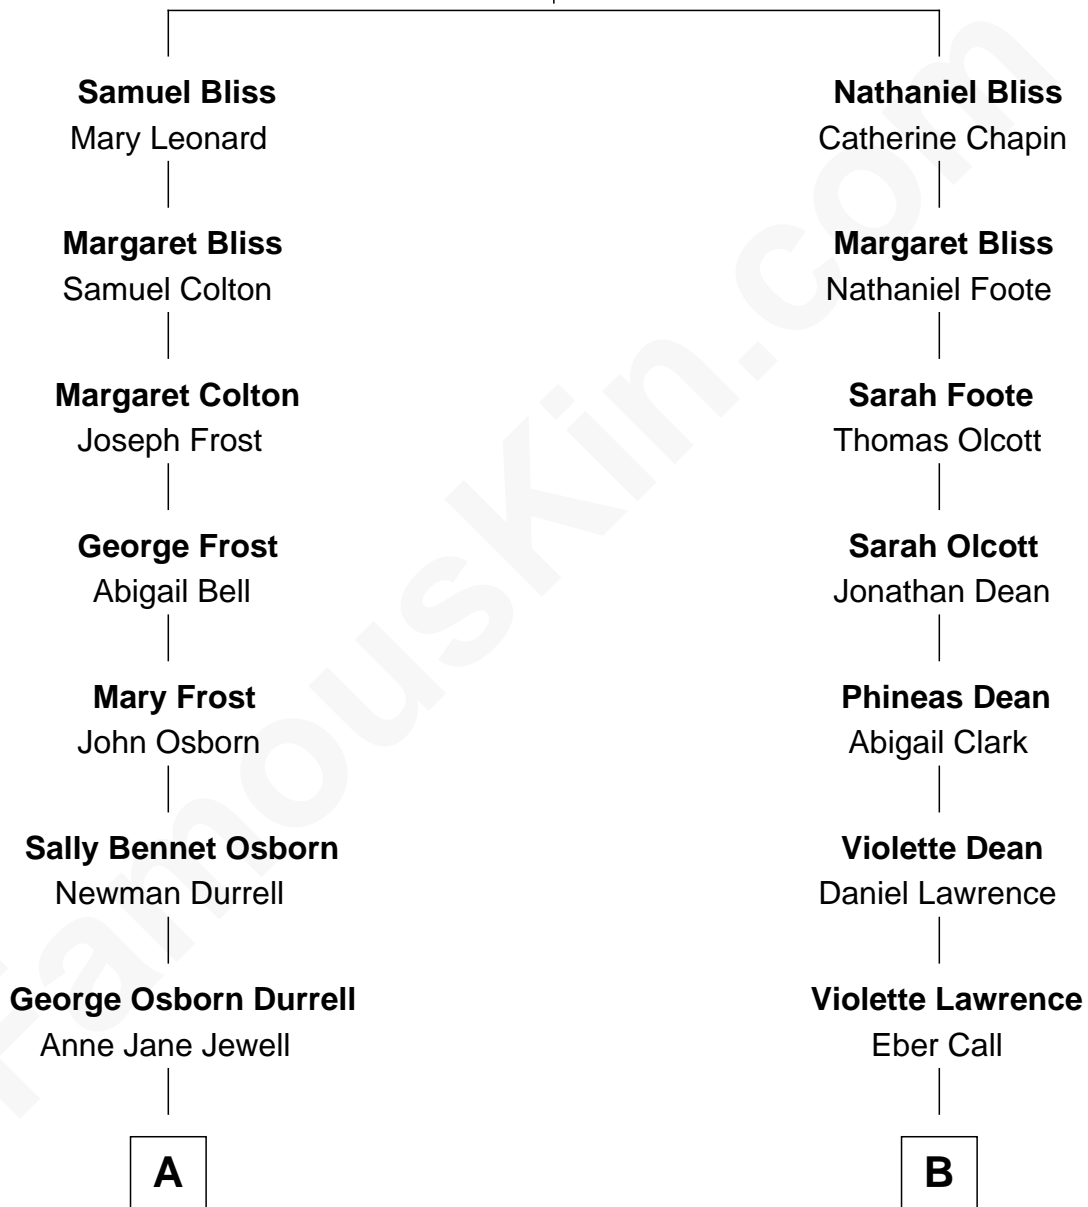 Samuel Bliss
Mary Leonard
Nathaniel Bliss
Catherine Chapin
Margaret Bliss
Samuel Colton
Margaret Bliss
Nathaniel Foote
Margaret Colton
Joseph Frost
Sarah Foote
Thomas Olcott
George Frost
Abigail Bell
Sarah Olcott
Jonathan Dean
Mary Frost
John Osborn
Phineas Dean
Abigail Clark
Sally Bennet Osborn
Newman Durrell
Violette Dean
Daniel Lawrence
George Osborn Durrell
Anne Jane Jewell
Violette Lawrence
Eber Call
A
B
FamousKin.com